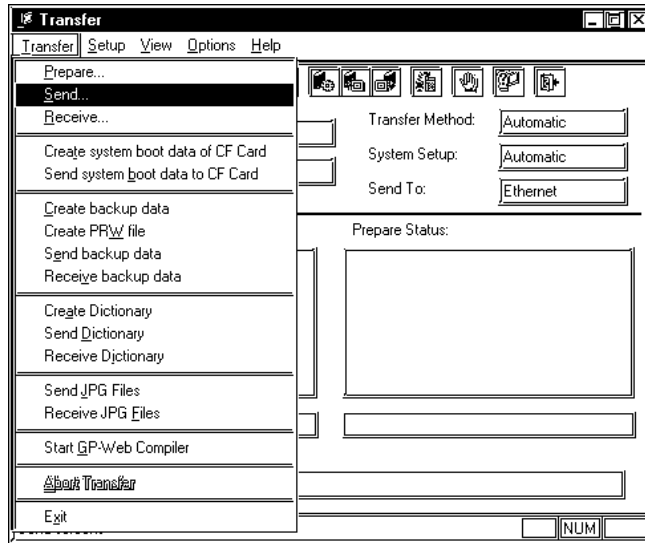 Transfer
Transfer Setup View Options Help
Prepare...
Send...
Receive...
Create system boot data of CF Card
Send system boot data to CF Card
Create backup data
Create PRW file
Send backup data
Receive backup data
Create Dictionary
Send Dictionary
Receive Dictionary
Send JPG Files
Receive JPG Files
Start GP-Web Compiler
Abort Transfer
Exit
Transfer Method: Automatic
System Setup: Automatic
Send To: Ethernet
Prepare Status:
NUM